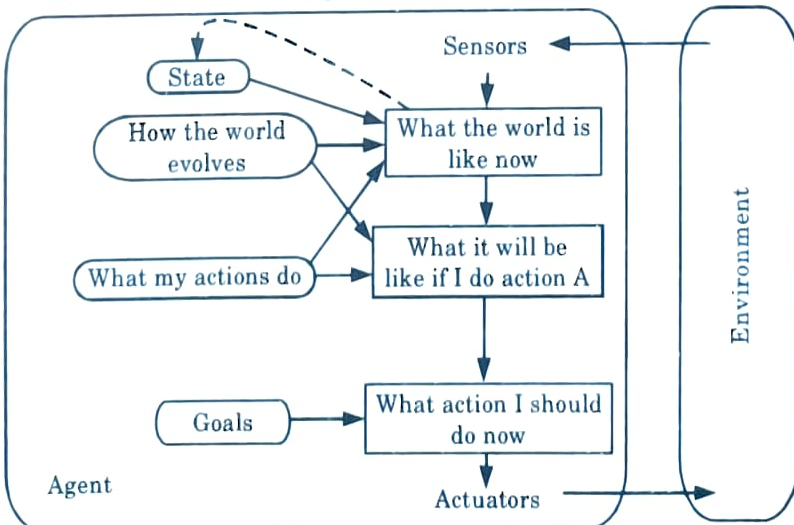 Sensors
State
How the world
evolves
What the world is
like now
What my actions do
What it will be
like if I do action A
Goals
What action I should
do now
Agent
Actuators
Environment